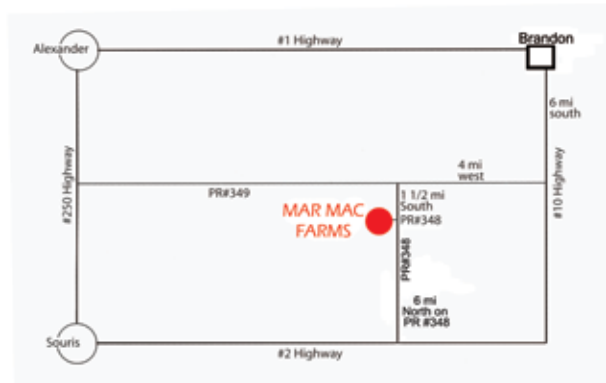 #1 Highway
Brandon
Alexander
6 mi
south
4 mi
west
#250 Highway
PR#349
#10 Highway
1 1/2 mi
South
PR#348
MAR MAC
FARMS
PR#348
6 mi
North on
PR #348
Souris
#2 Highway